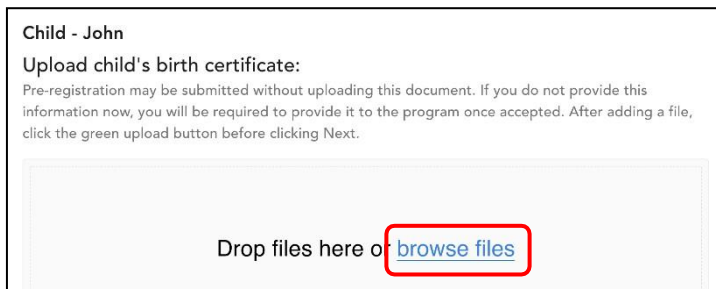 Child - John
Upload child's birth certificate:
Pre-registration may be submitted without uploading this document. If you do not provide this
information now, you will be required to provide it to the program once accepted. After adding a file,
click the green upload button before clicking Next.
Drop files here or browse files